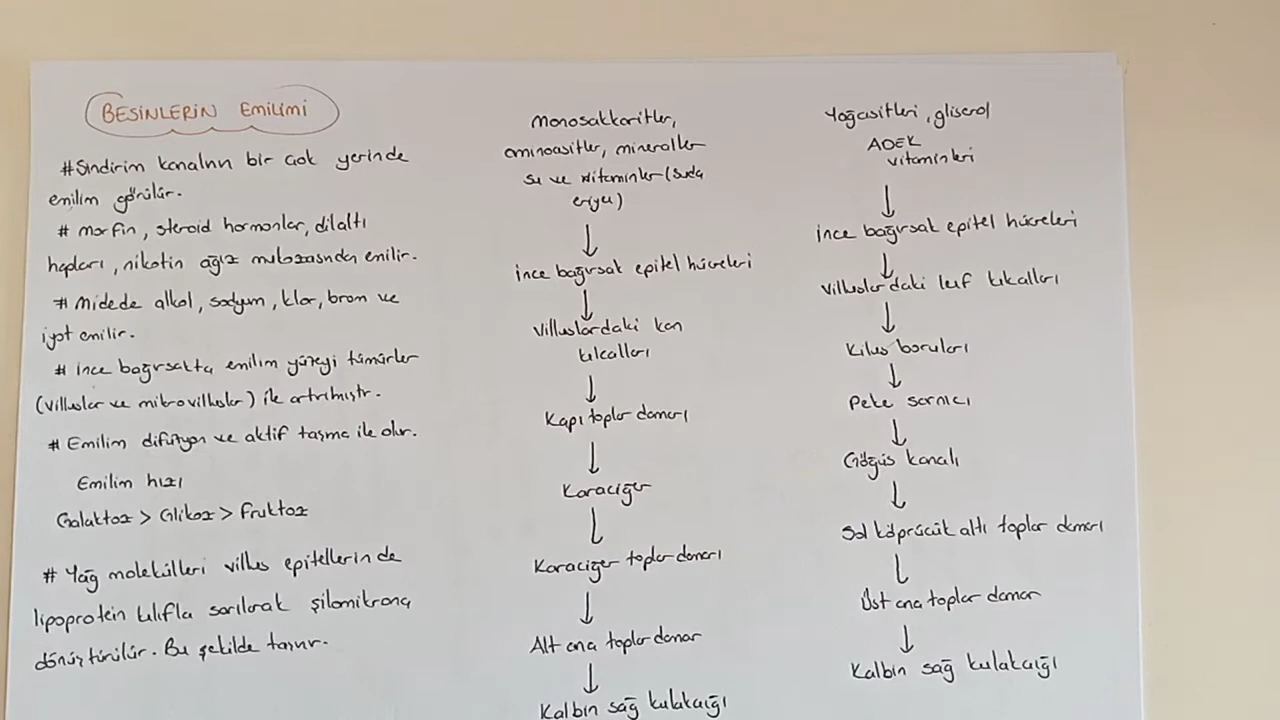 BESİNLERİN EMİLİMİ
#Sindirim kanalının bir çok yerinde
emilim görülür.
# Morfin, steroid hormonlar, dilaltı
hapları, nikotin ağız mukozasında emilir.
# Midede alkol, sodyum, klor, brom ve
iyot emilir.
# İnce bağırsakta emilim yüzeyi tümürler
(villuslar ve mikrovilluslar) ile artırılmıştır.
# Emilim difüzyon ve aktif taşıma ile olur.
Emilim hızı
Galaktoz > Glikoz > Fruktoz
# Yağ molekülleri villus epitellerinde
lipoprotein kılıfla sarılarak şilomikrona
dönüştürülür. Bu şekilde taşınır.
Monosakkaritler,
aminoasitler, mineraller
su ve vitaminler (suda
eriyen)
↓
İnce bağırsak epitel hücreleri
↓
Villuslardaki kan
kılcalları
↓
Kapı toplar damarı
↓
Karaciğer
↓
Karaciğer toplar damarı
↓
Alt ana toplar damar
↓
Kalbin sağ kulakçığı
Yağasitleri, gliserol
ADEK
vitaminleri
↓
İnce bağırsak epitel hücreleri
↓
Villuslardaki lenf kılcalları
↓
Kilus boruları
↓
Peke sarnıcı
↓
Göğüs kanalı
↓
Sol köprücük altı toplar damarı
↓
Üst ana toplar damar
↓
Kalbin sağ kulakçığı